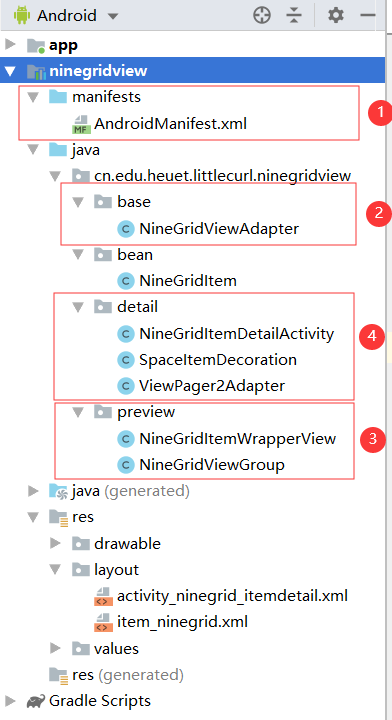 Android
app
ninegridview
manifests
1
MF AndroidManifest.xml
java
cn.edu.heuet.littlecurl.ninegridview
base
2
C NineGridViewAdapter
bean
C NineGridItem
detail
C NineGridItemDetailActivity
4
C SpaceItemDecoration
C ViewPager2Adapter
preview
C NineGridItemWrapperView
3
C NineGridViewGroup
java (generated)
res
drawable
layout
activity_ninegrid_itemdetail.xml
item_ninegrid.xml
values
res (generated)
Gradle Scripts